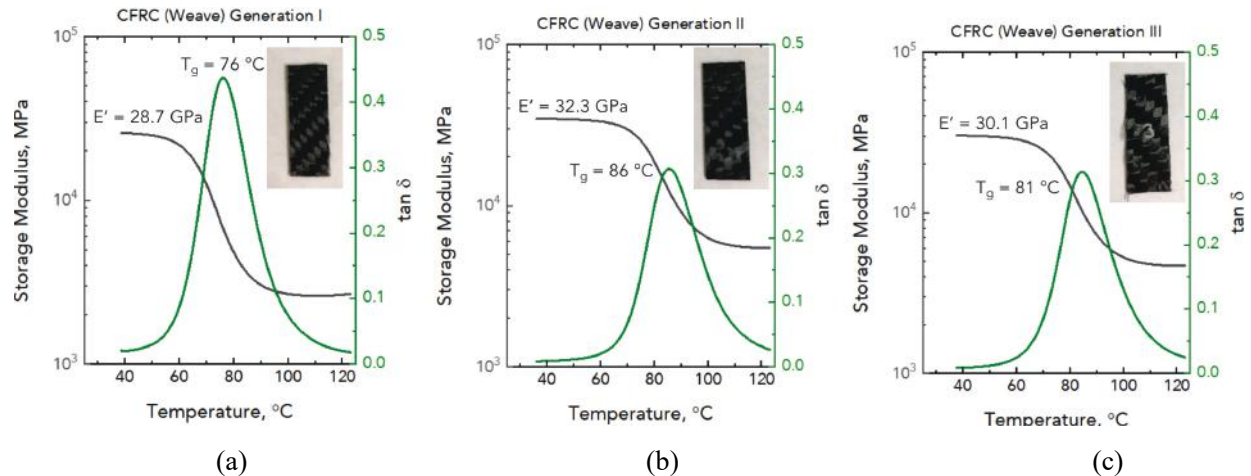 CFRC (Weave) Generation I
10^5
10^4
10^3
Storage Modulus, MPa
E’ = 28.7 GPa
T_g = 76 °C
0.5
0.4
0.3
0.2
0.1
0.0
tan δ
40 60 80 100 120
Temperature, °C
(a)
CFRC (Weave) Generation II
10^5
10^4
10^3
Storage Modulus, MPa
E’ = 32.3 GPa
T_g = 86 °C
0.5
0.4
0.3
0.2
0.1
0.0
tan δ
40 60 80 100 120
Temperature, °C
(b)
CFRC (Weave) Generation III
10^5
10^4
10^3
Storage Modulus, MPa
E’ = 30.1 GPa
T_g = 81 °C
0.5
0.4
0.3
0.2
0.1
0.0
tan δ
40 60 80 100 120
Temperature, °C
(c)